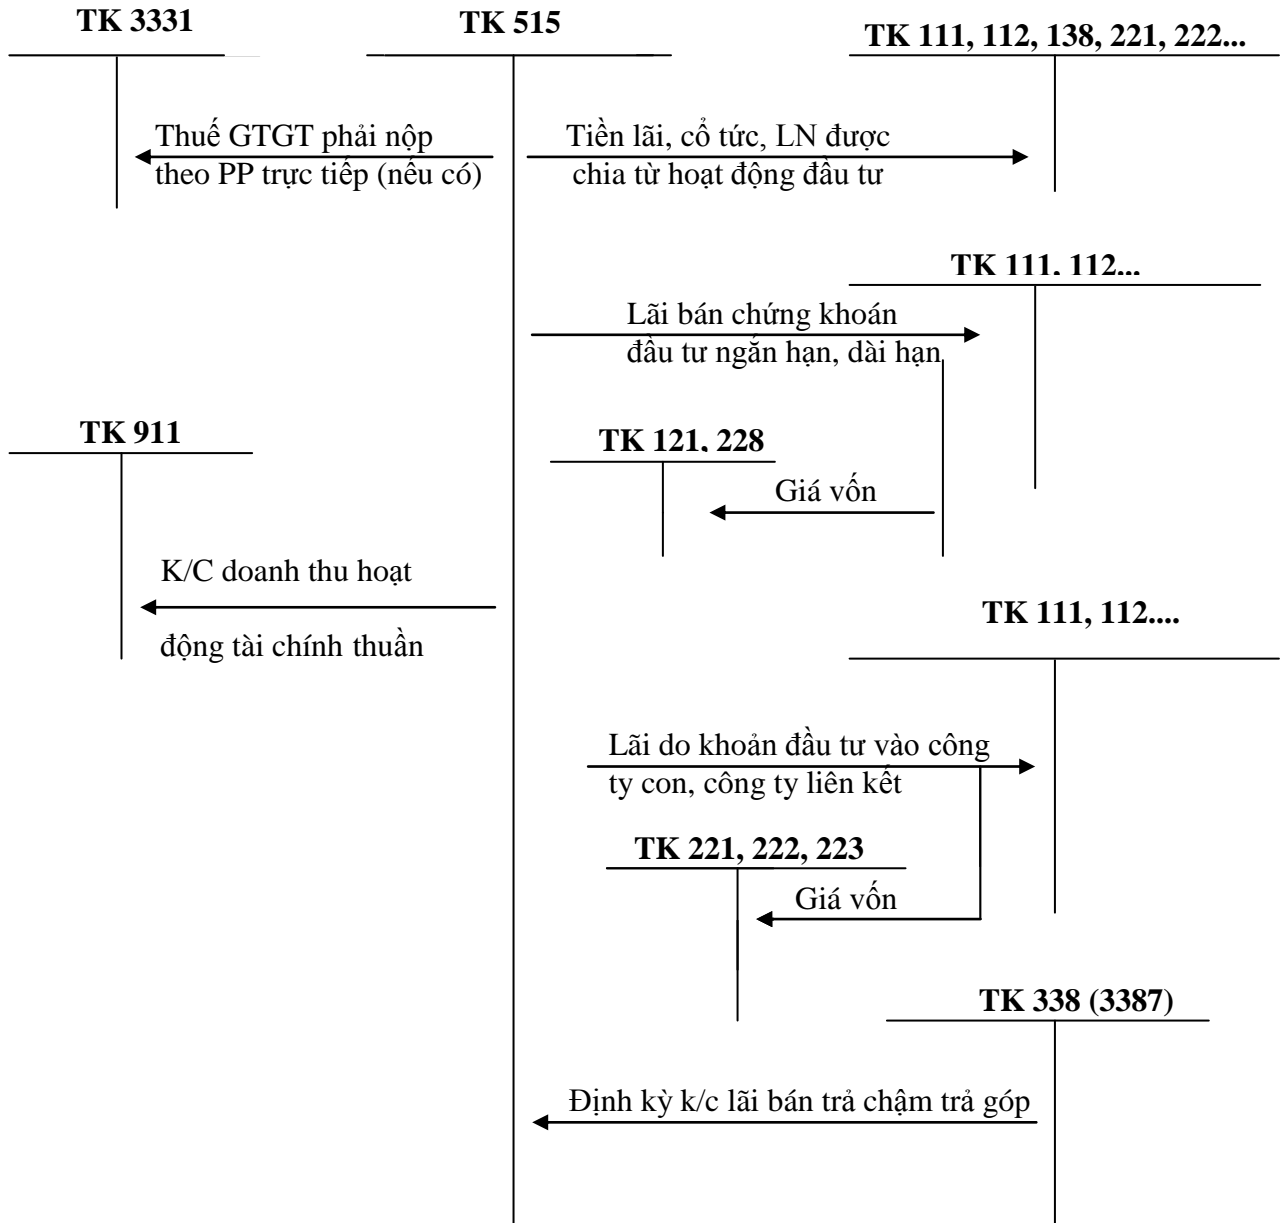 TK 3331
TK 515
TK 111, 112, 138, 221, 222...
Thuế GTGT phải nộp
theo PP trực tiếp (nếu có)
Tiền lãi, cổ tức, LN được
chia từ hoạt động đầu tư
TK 111, 112...
Lãi bán chứng khoán
đầu tư ngắn hạn, dài hạn
TK 911
TK 121, 228
Giá vốn
K/C doanh thu hoạt
động tài chính thuần
TK 111, 112....
Lãi do khoản đầu tư vào công
ty con, công ty liên kết
TK 221, 222, 223
Giá vốn
TK 338 (3387)
Định kỳ k/c lãi bán trả chậm trả góp